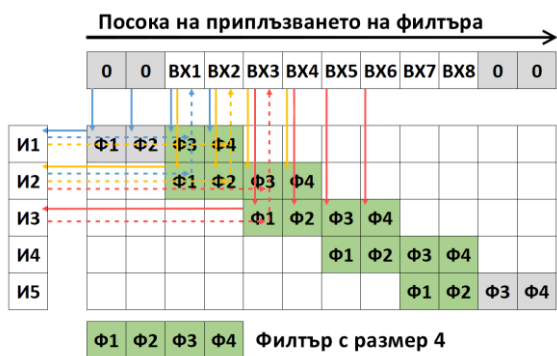 Посока на приплъзването на филтъра
0 0 ВХ1 ВХ2 ВХ3 ВХ4 ВХ5 ВХ6 ВХ7 ВХ8 0 0
И1 Ф1 Ф2 Ф3 Ф4
И2 Ф1 Ф2 Ф3 Ф4
И3 Ф1 Ф2 Ф3 Ф4
И4 Ф1 Ф2 Ф3 Ф4
И5 Ф1 Ф2 Ф3 Ф4
Ф1 Ф2 Ф3 Ф4 Филтър с размер 4